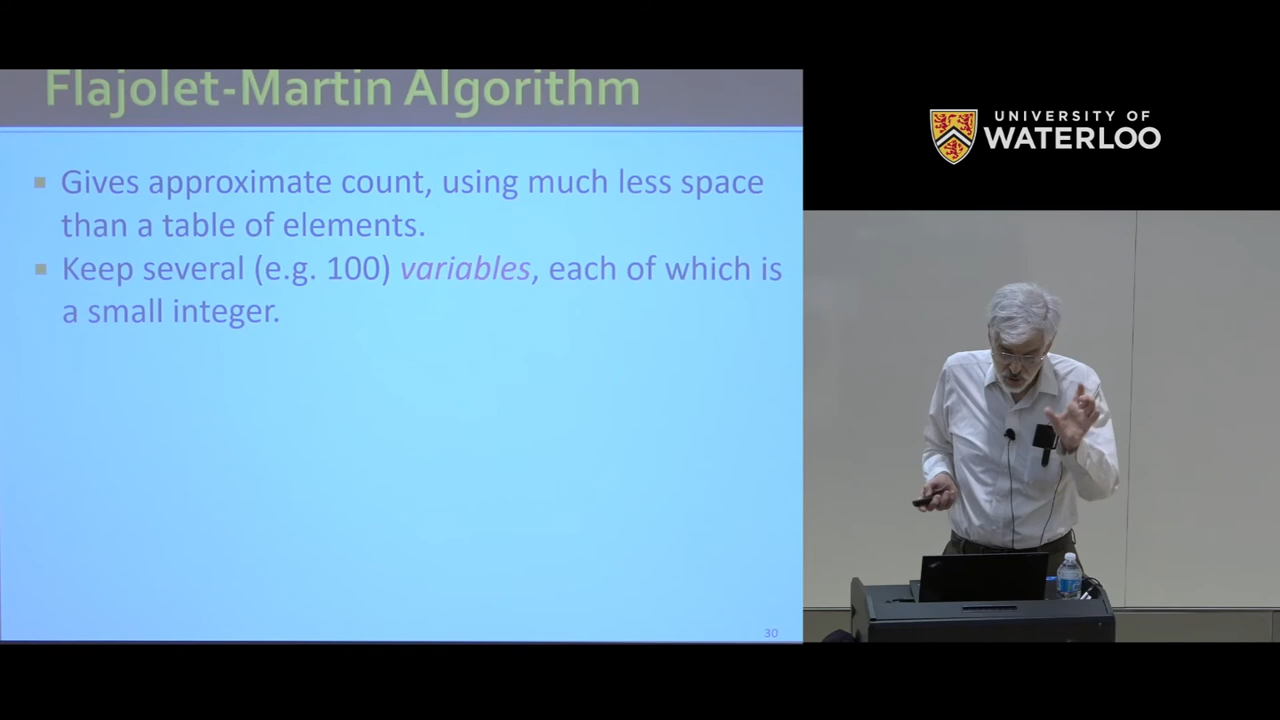 Flajolet-Martin Algorithm
Gives approximate count, using much less space
than a table of elements.
Keep several (e.g. 100) variables, each of which is
a small integer.
30
UNIVERSITY OF
WATERLOO